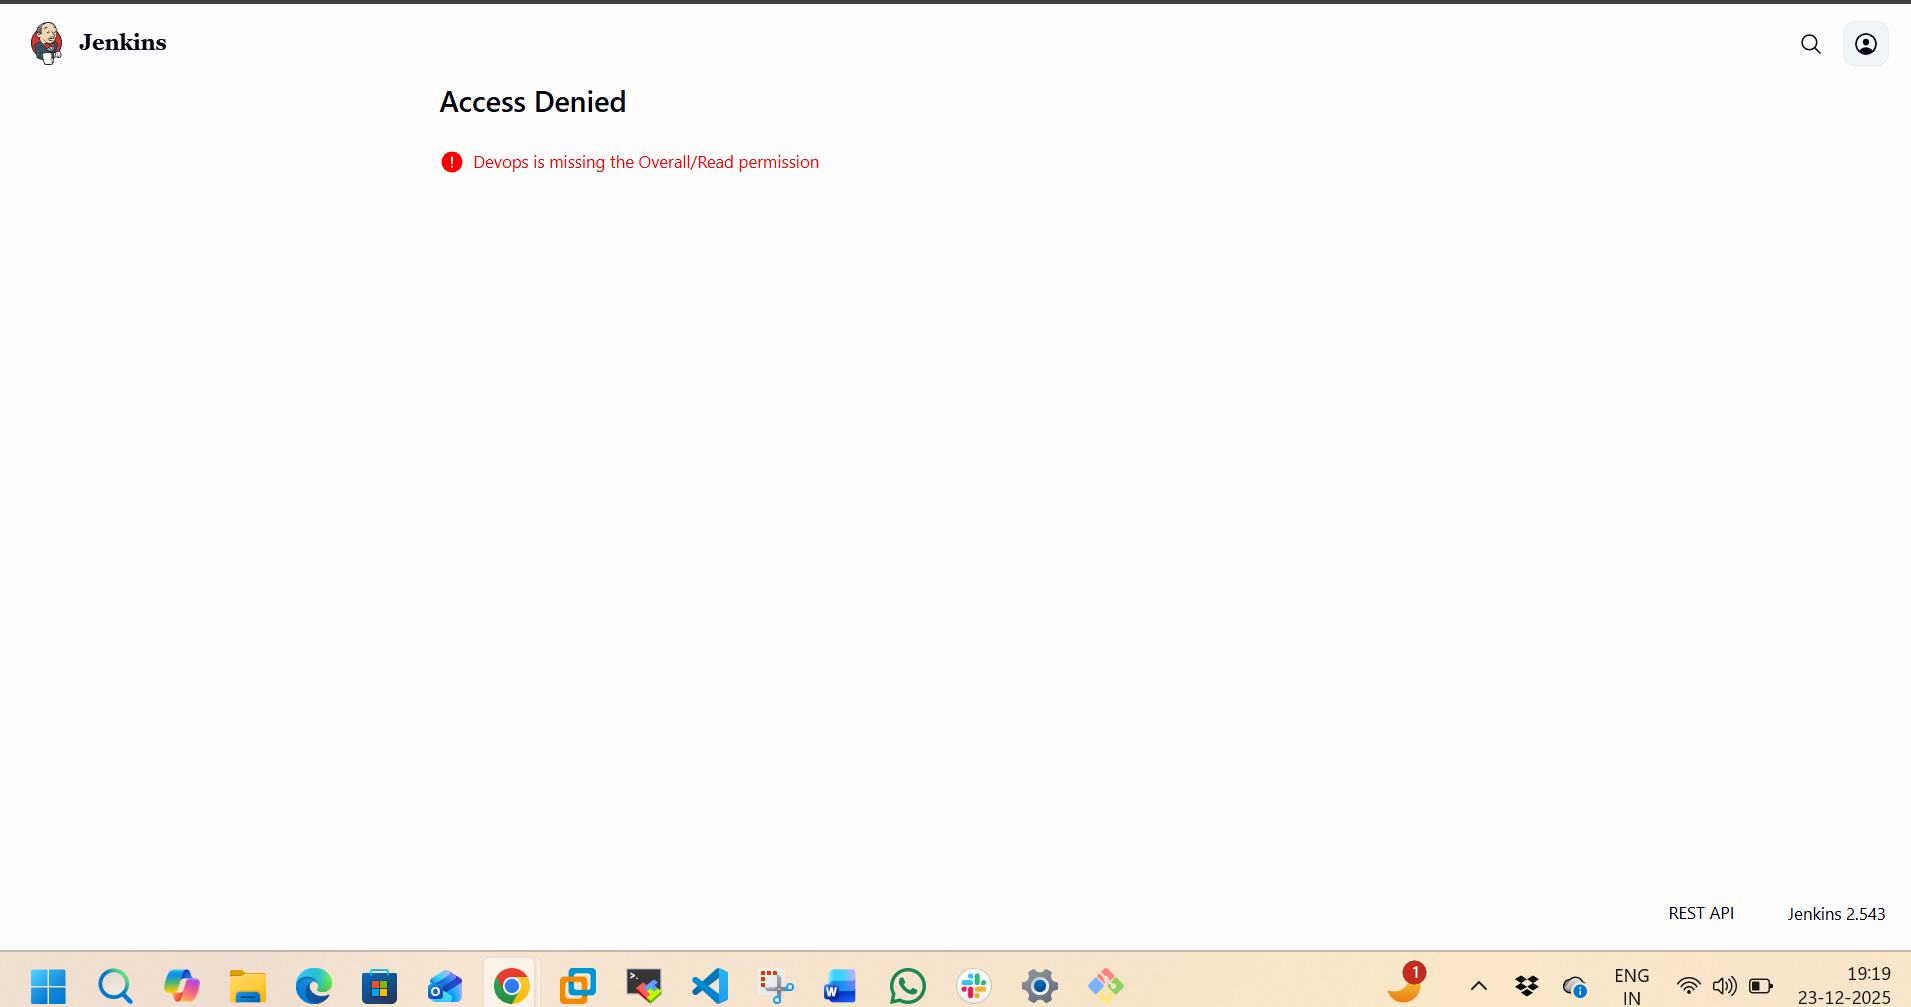 Jenkins
Access Denied
Devops is missing the Overall/Read permission
REST API
Jenkins 2.543
1
ENG
IN
19:19
23-12-2025